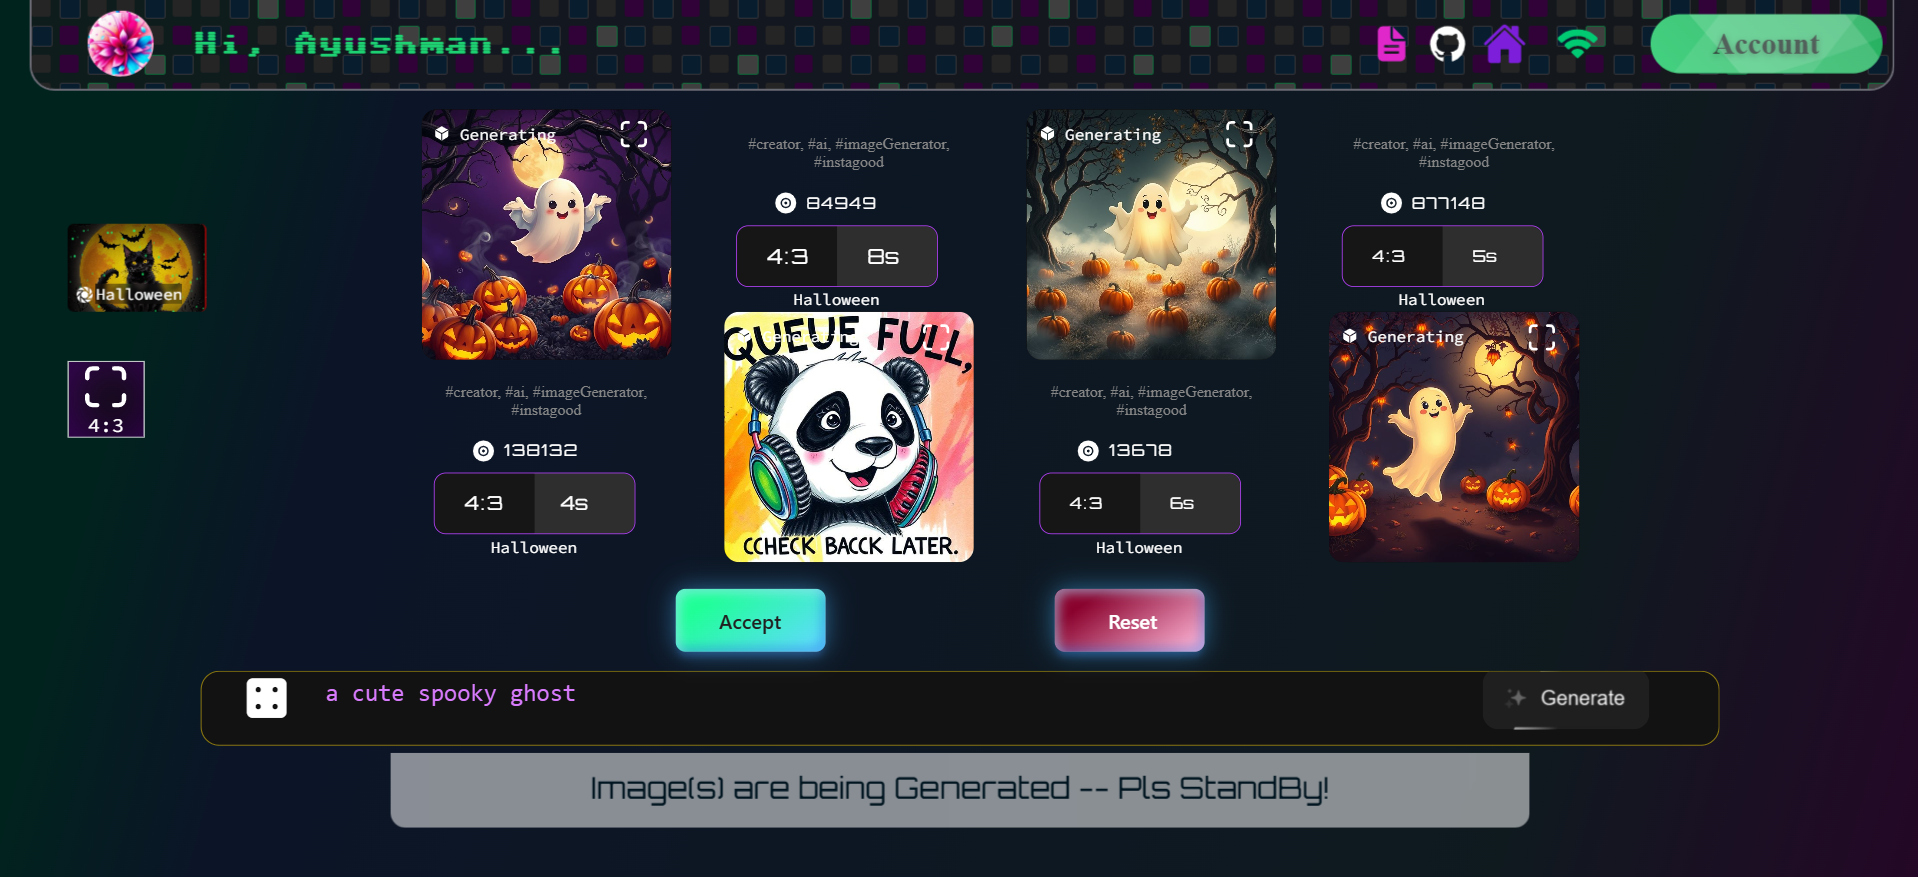 Hi, Ayushman...
Account
Generating
#creator, #ai, #imageGenerator,
#instagood
84949
4:3 8s
Halloween
Generating
#creator, #ai, #imageGenerator,
#instagood
877148
4:3 5s
Halloween
Halloween
4:3
#creator, #ai, #imageGenerator,
#instagood
138132
4:3 4s
Halloween
QUEUE FULL,
Generating
CCHECK BACCK LATER.
#creator, #ai, #imageGenerator,
#instagood
13678
4:3 6s
Halloween
Generating
Accept
Reset
a cute spooky ghost
Generate
Image(s) are being Generated -- Pls StandBy!